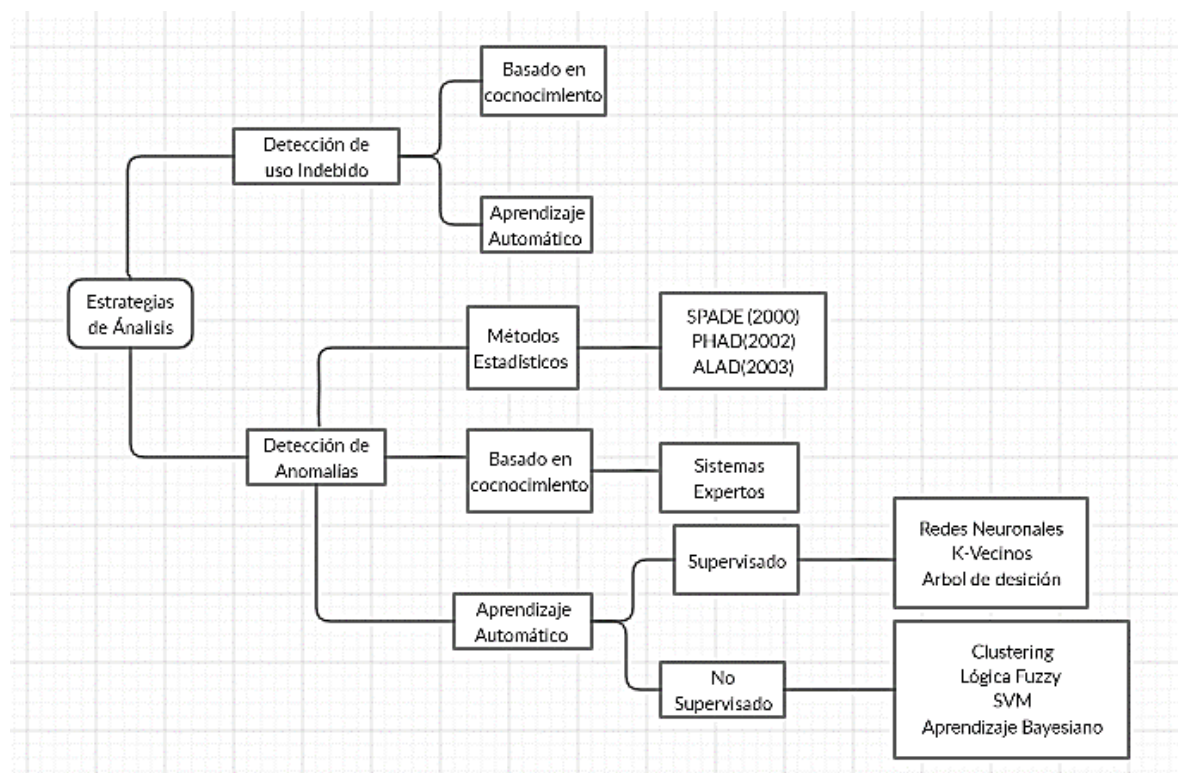 Basado en
cocnocimlento
Detección de
uso Indebido
Aprendizaje
Automático
Estrategias
de Ánalisis
Métodos
Estadísticos
SPADE (2000)
PHAD(2002)
ALAD(2003)
Detección de
Anomalías
Basado en
cocnocimlento
Sistemas
Expertos
Aprendizaje
Automático
Supervisado
Redes Neuronales
K-Vecinos
Arbol de desición
No
Supervisado
Clustering
Lógica Fuzzy
SVM
Aprendizaje Bayesiano